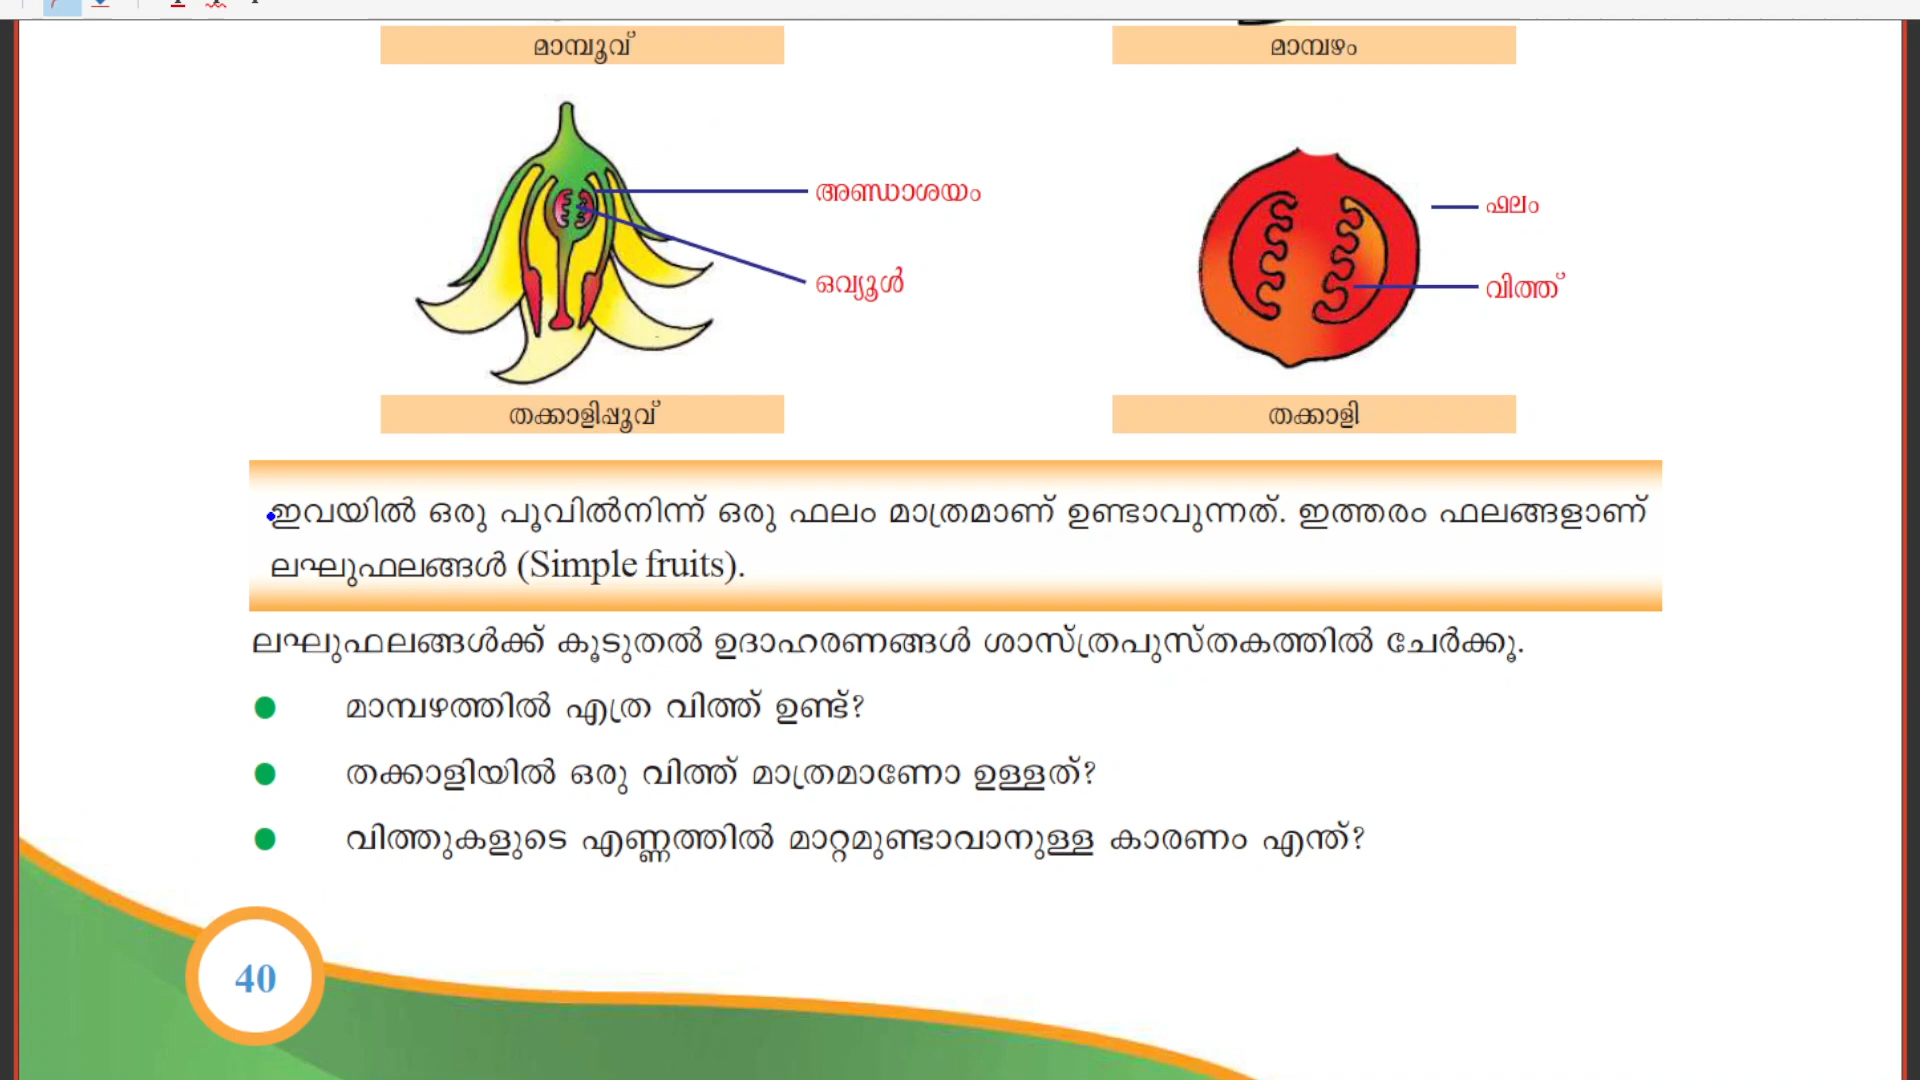 മാമ്പൂവ്
മാമ്പഴം
അണ്ഡാശയം
ഫലം
ഒവ്യൂൾ
വിത്ത്
തക്കാളിപ്പൂവ്
തക്കാളി
ഇവയിൽ ഒരു പൂവിൽനിന്ന് ഒരു ഫലം മാത്രമാണ് ഉണ്ടാവുന്നത്. ഇത്തരം ഫലങ്ങളാണ്
ലഘുഫലങ്ങൾ (Simple fruits).
ലഘുഫലങ്ങൾക്ക് കൂടുതൽ ഉദാഹരണങ്ങൾ ശാസ്ത്രപുസ്തകത്തിൽ ചേർക്കൂ.
മാമ്പഴത്തിൽ എത്ര വിത്ത് ഉണ്ട്?
തക്കാളിയിൽ ഒരു വിത്ത് മാത്രമാണോ ഉള്ളത്?
വിത്തുകളുടെ എണ്ണത്തിൽ മാറ്റമുണ്ടാവാനുള്ള കാരണം എന്ത്?
40